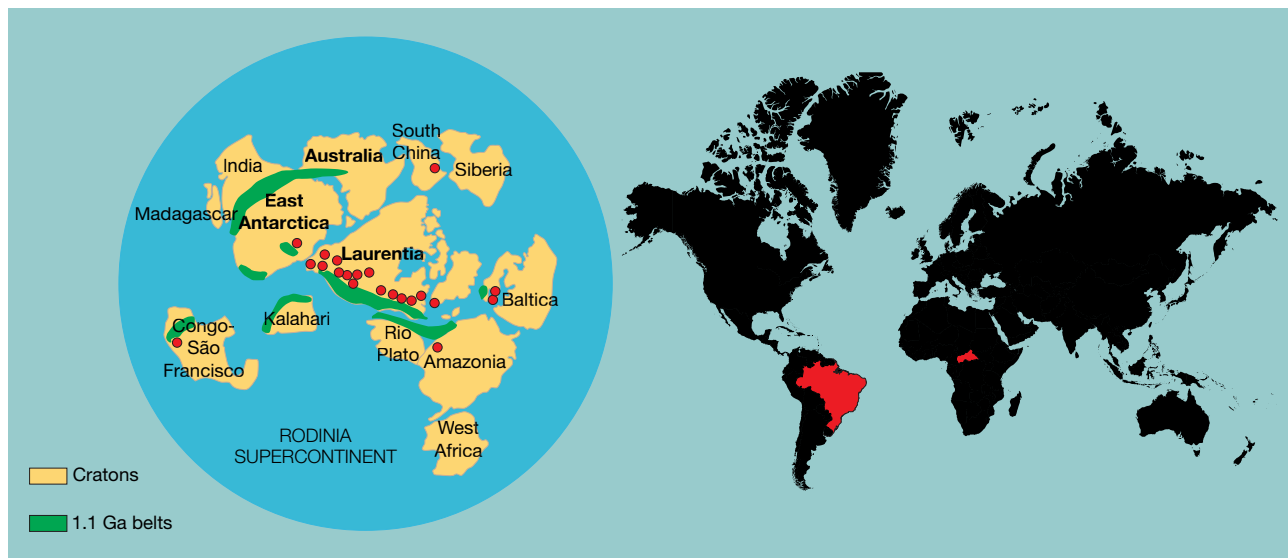 South
China
Australia
India
Siberia
East
Antarctica
Madagascar
Laurentia
Baltica
Kalahari
Congo-
São
Francisco
Rio
Plato
Amazonia
West
Africa
RODINIA
SUPERCONTINENT
Cratons
1.1 Ga belts